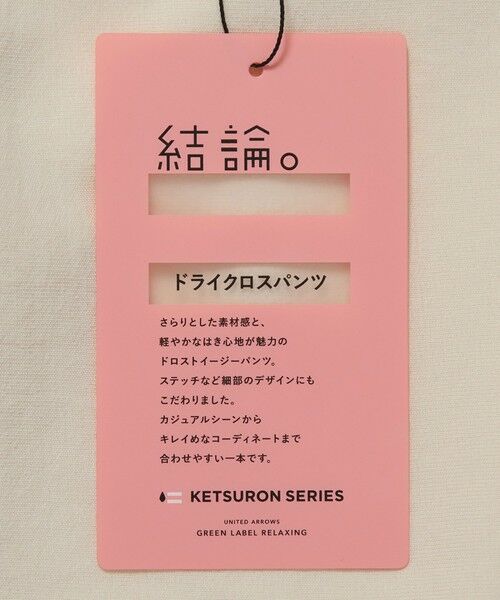 結論。
ドライクロスパンツ
さらりとした素材感と、
軽やかなはき心地が魅力の
ドロストイージーパンツ。
ステッチなど細部のデザインにも
こだわりました。
カジュアルシーンから
キレイめなコーディネートまで
合わせやすい一本です。
KETSURON SERIES
UNITED ARROWS
GREEN LABEL RELAXING